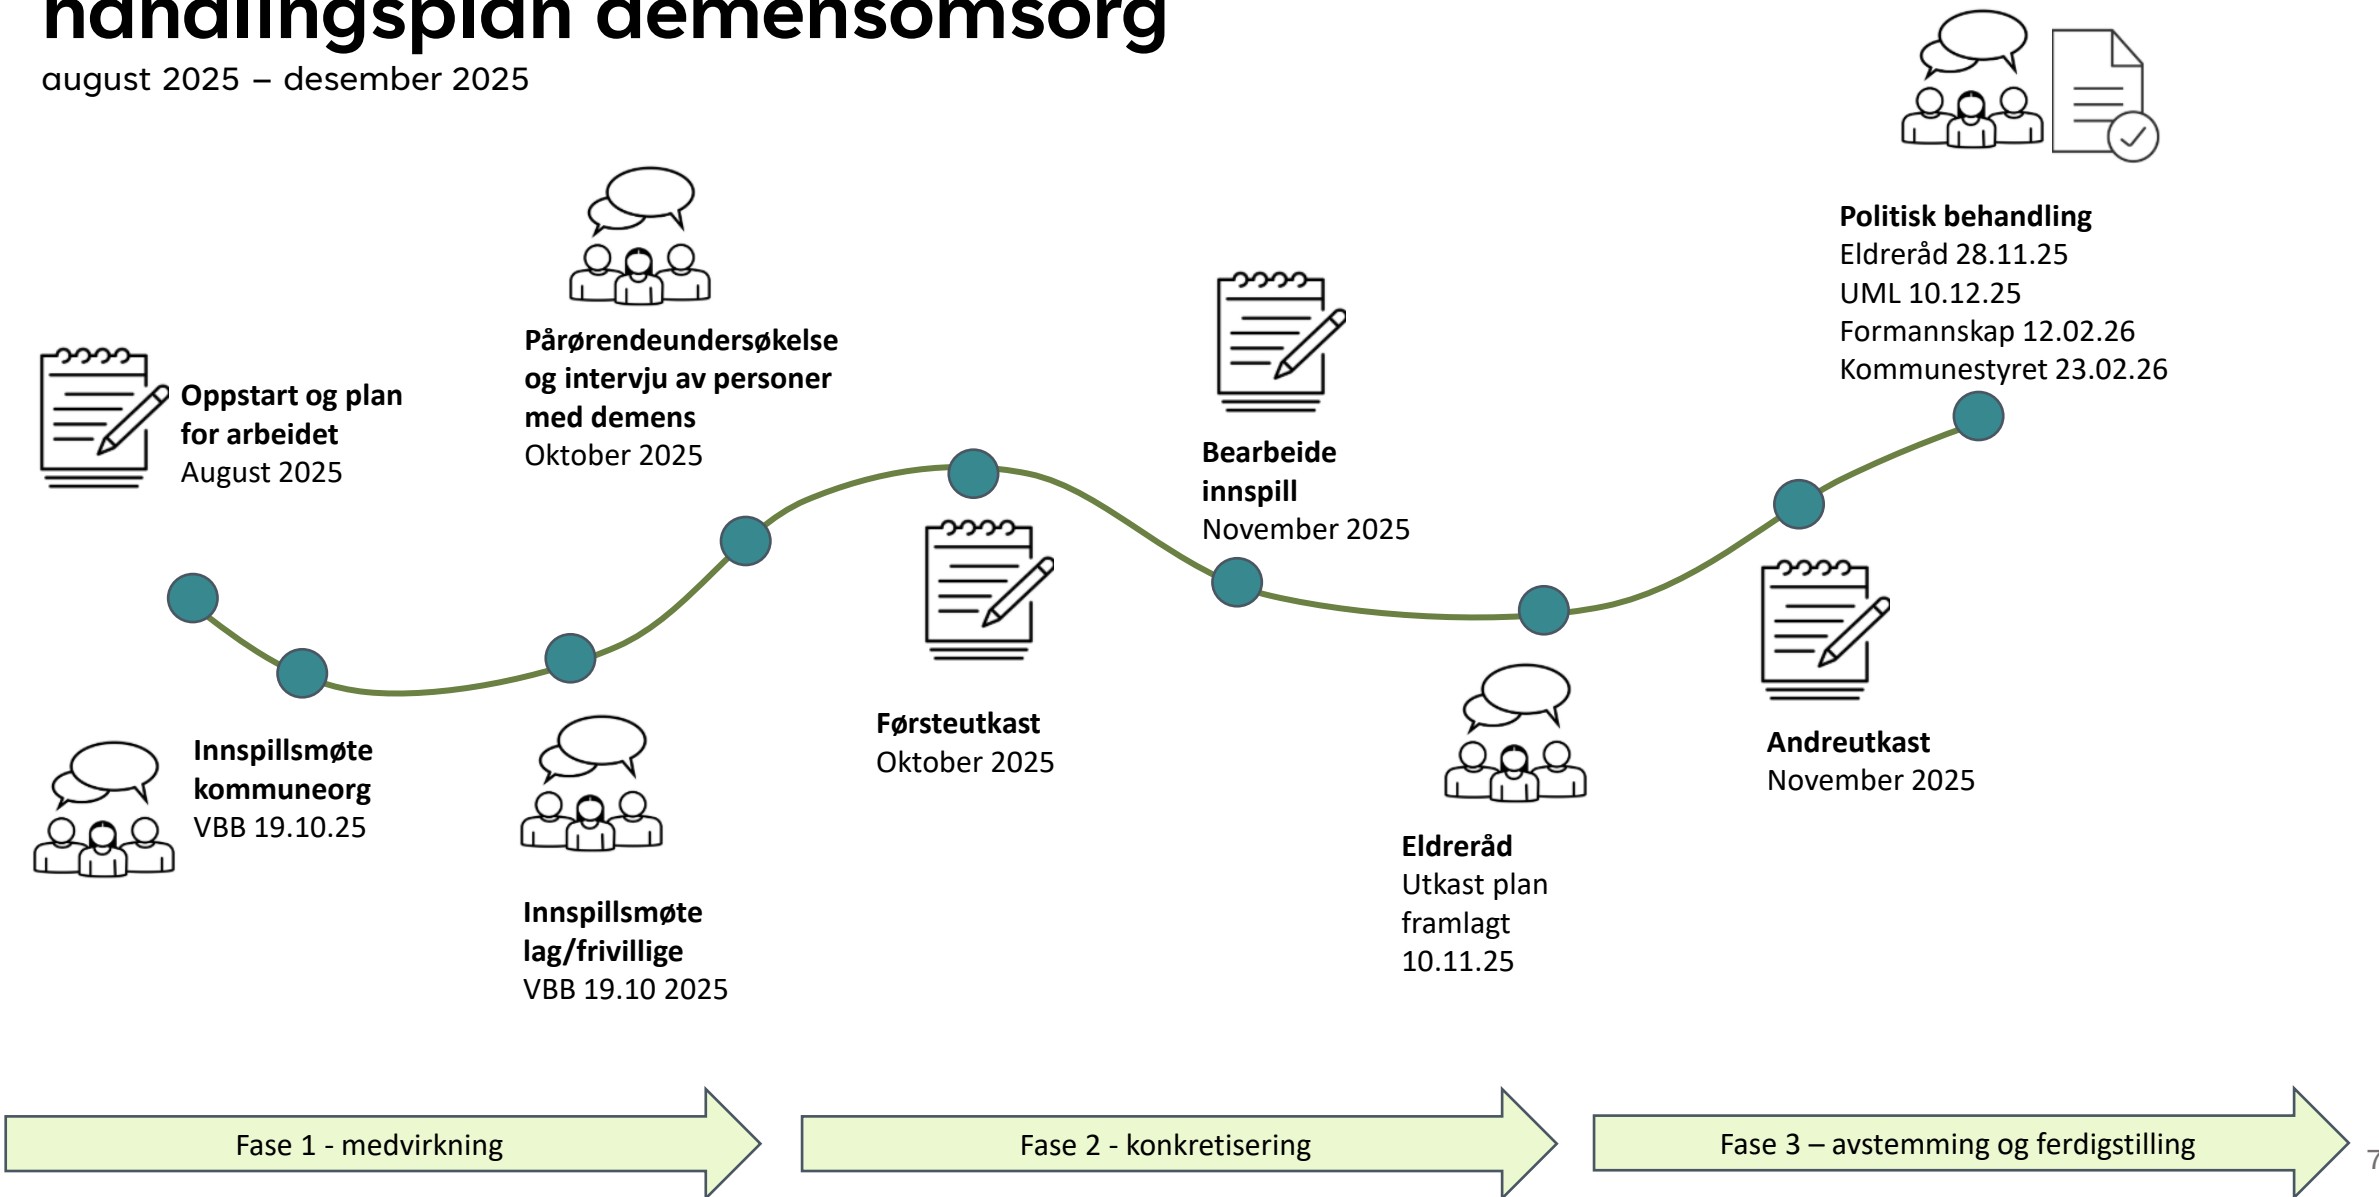 handlingsplan demensomsorg
august 2025 – desember 2025
Oppstart og plan
for arbeidet
August 2025
Innspillsmøte
kommuneorg
VBB 19.10.25
Pårørendeundersøkelse
og intervju av personer
med demens
Oktober 2025
Innspillsmøte
lag/frivillige
VBB 19.10 2025
Førsteutkast
Oktober 2025
Bearbeide
innspill
November 2025
Eldreråd
Utkast plan
framlagt
10.11.25
Andreutkast
November 2025
Politisk behandling
Eldreråd 28.11.25
UML 10.12.25
Formannskap 12.02.26
Kommunestyret 23.02.26
Fase 1 - medvirkning
Fase 2 - konkretisering
Fase 3 – avstemming og ferdigstilling
7